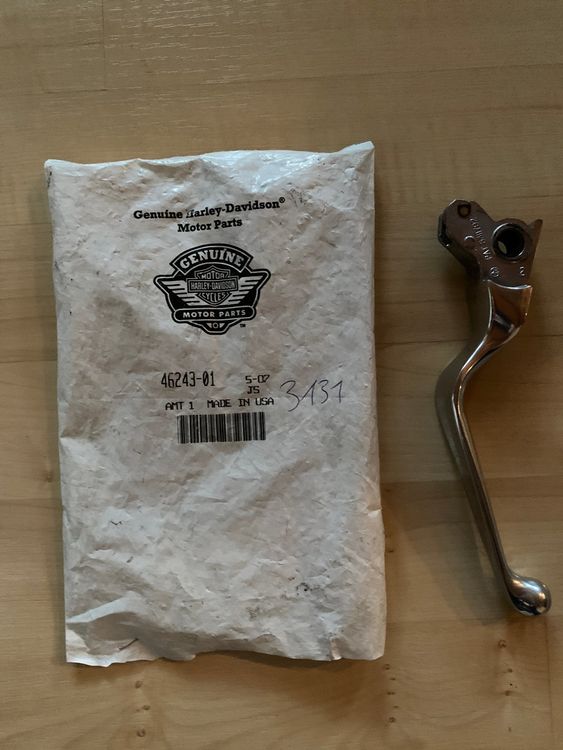 Genuine Harley-Davidson®
Motor Parts
GENUINE
MOTOR
HARLEY-DAVIDSON
CYCLES
MOTOR PARTS
™
46243-01 5-07
JS
AMT 1 MADE IN USA 3131